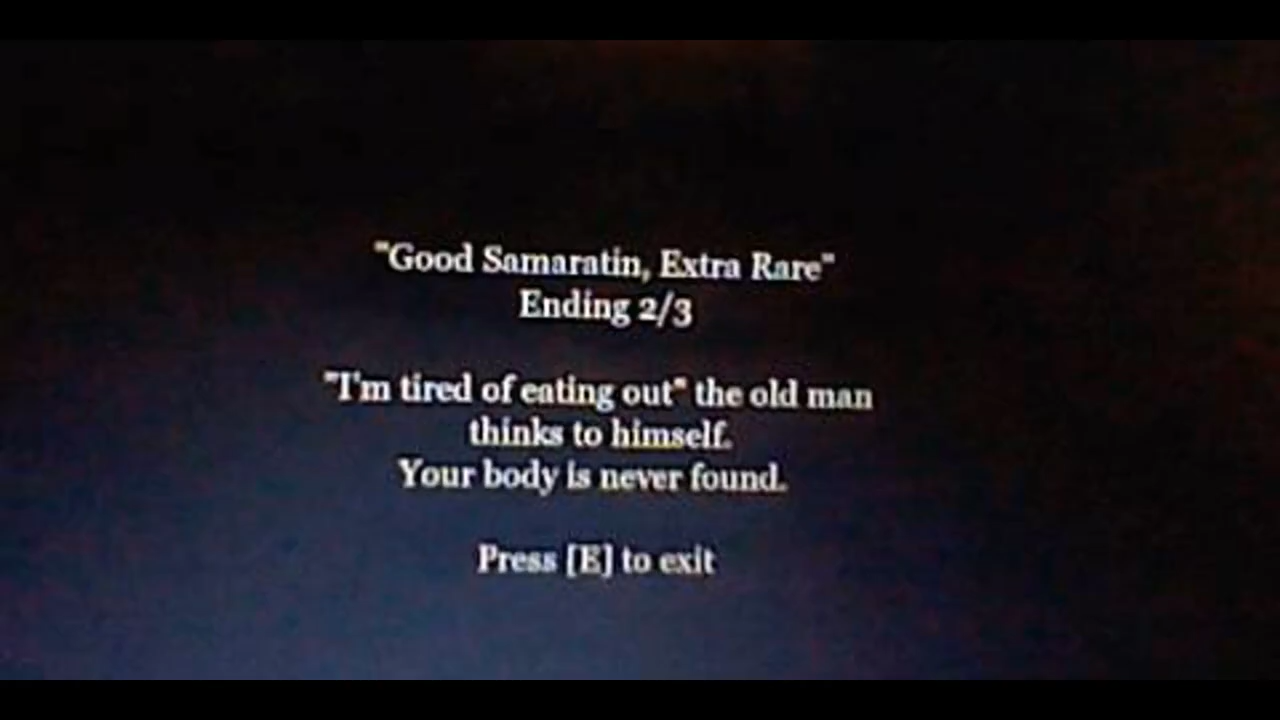 "Good Samaratin, Extra Rare"
Ending 2/3
"I'm tired of eating out" the old man
thinks to himself.
Your body is never found.
Press [E] to exit